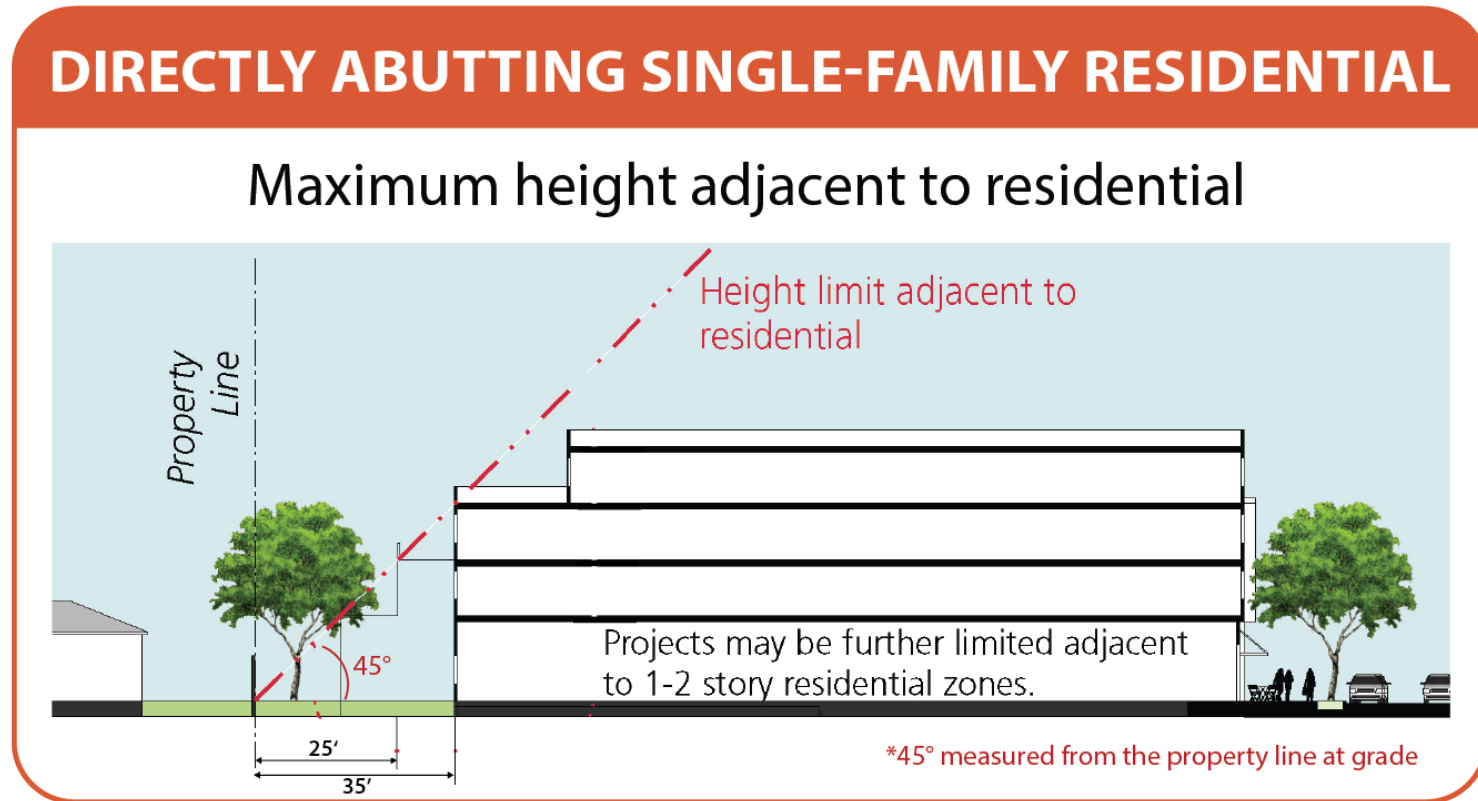 DIRECTLY ABUTTING SINGLE-FAMILY RESIDENTIAL
Maximum height adjacent to residential
Height limit adjacent to
residential
Property
Line
45°
Projects may be further limited adjacent
to 1-2 story residential zones.
25'
35'
*45° measured from the property line at grade